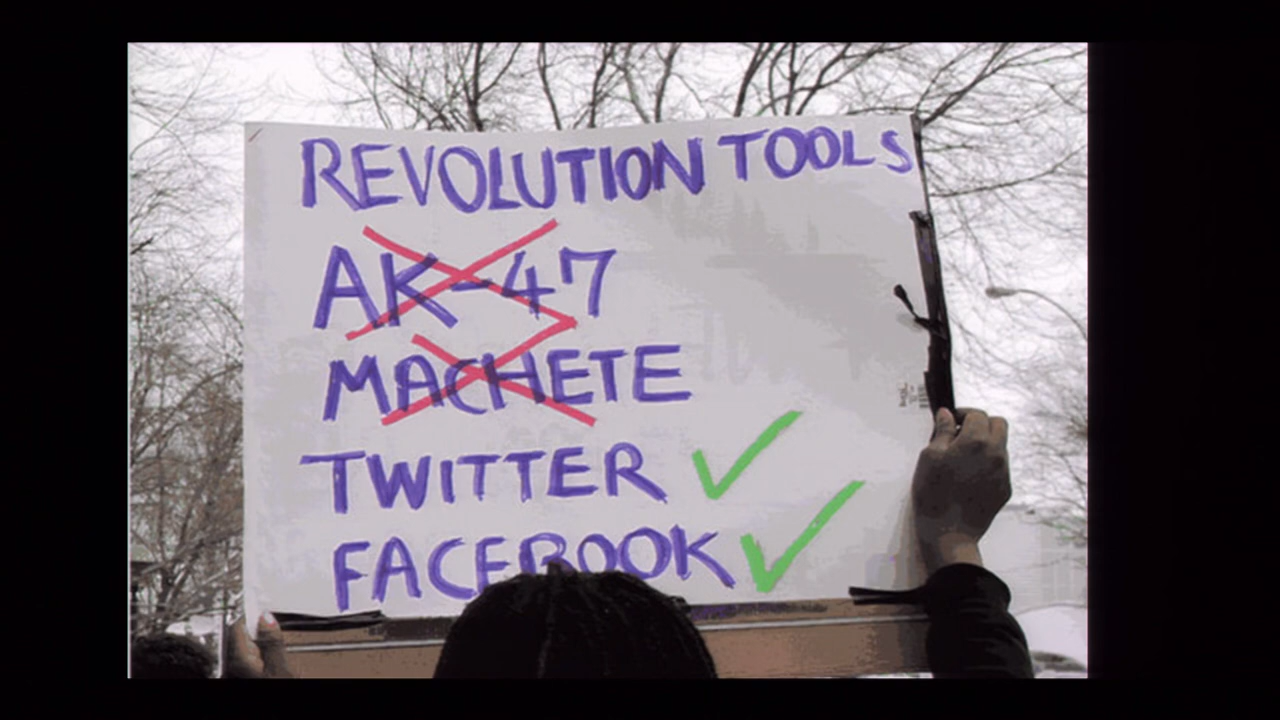 REVOLUTION TOOLS
AK-47
MACHETE
TWITTER
FACEBOOK